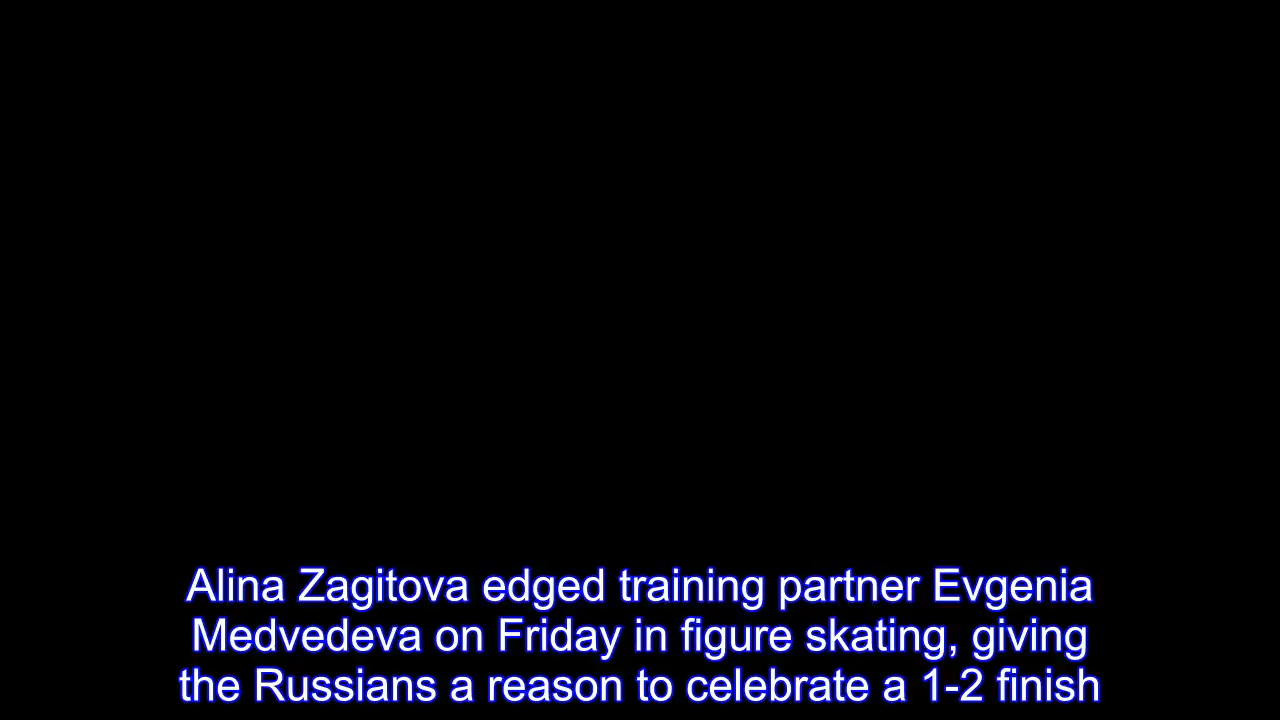 Alina Zagitova edged training partner Evgenia
Medvedeva on Friday in figure skating, giving
the Russians a reason to celebrate a 1-2 finish